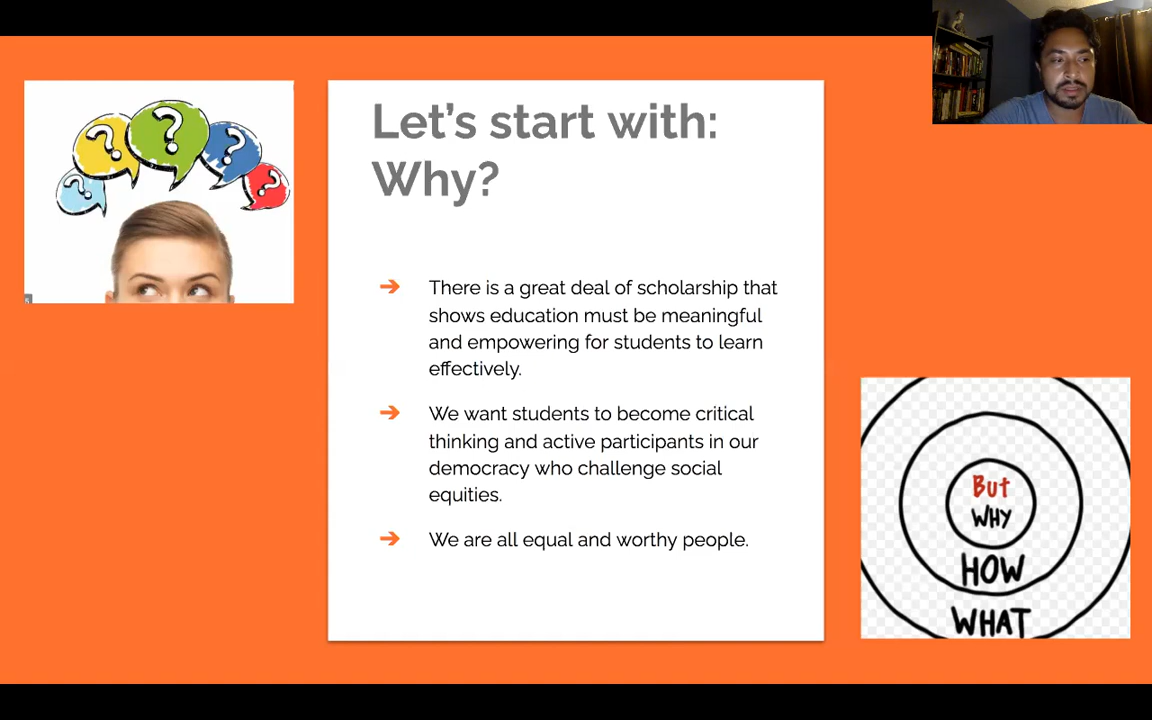 Let's start with:
Why?
➔ There is a great deal of scholarship that
shows education must be meaningful
and empowering for students to learn
effectively.
➔ We want students to become critical
thinking and active participants in our
democracy who challenge social
equities.
➔ We are all equal and worthy people.
? ? ? ? ?
But
WHY
HOW
WHAT